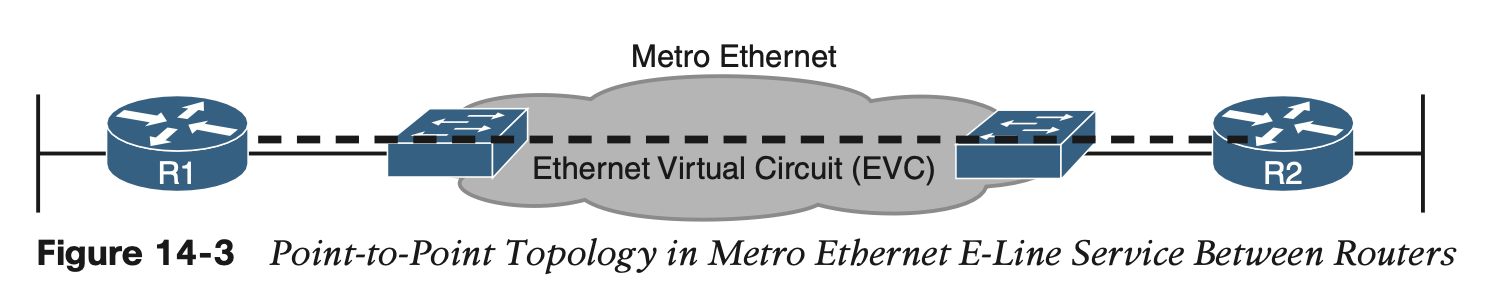 Metro Ethernet
Ethernet Virtual Circuit (EVC)
R1
R2
Figure 14-3 Point-to-Point Topology in Metro Ethernet E-Line Service Between Routers